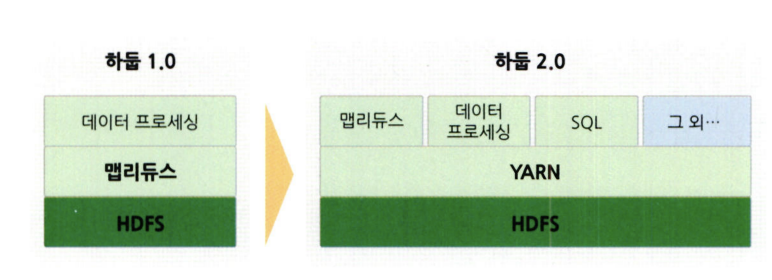 하둡 1.0
데이터 프로세싱
맵리듀스
HDFS
하둡 2.0
맵리듀스
데이터
프로세싱
SQL
그 외…
YARN
HDFS